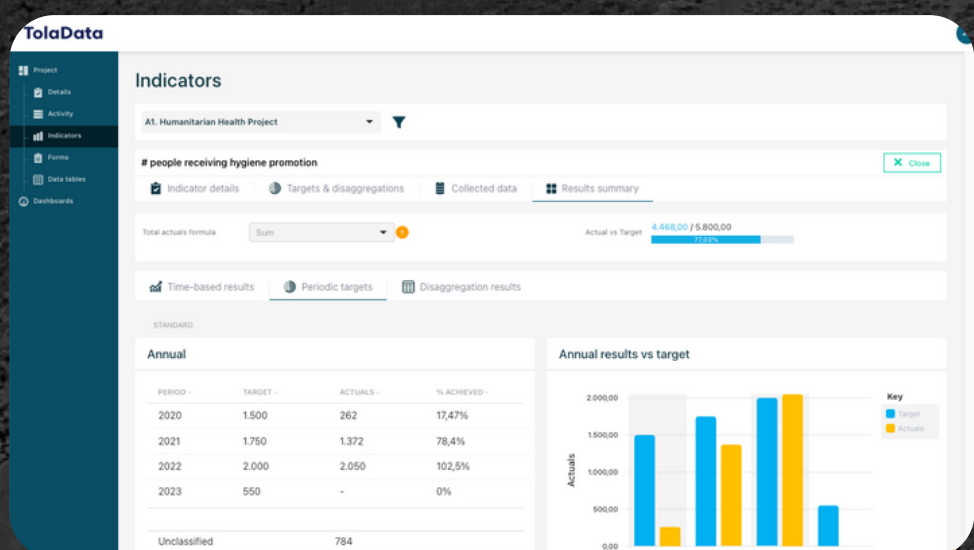 TolaData
Project
Details
Activity
Indicators
Forms
Data tables
Dashboards
Indicators
A1. Humanitarian Health Project
# people receiving hygiene promotion
Close
Indicator details
Targets & disaggregations
Collected data
Results summary
Total actuals formula
Sum
?
Actual vs Target
4.468,00 / 5.800,00
77,03%
Time-based results
Periodic targets
Disaggregation results
STANDARD
Annual
PERIOD TARGET ACTUALS % ACHIEVED
2020 1.500 262 17,47%
2021 1.750 1.372 78,4%
2022 2.000 2.050 102,5%
2023 550 - 0%
Unclassified 784
Annual results vs target
Actuals
2.000,00
1.500,00
1.000,00
500,00
0,00
Key
Target
Actuals